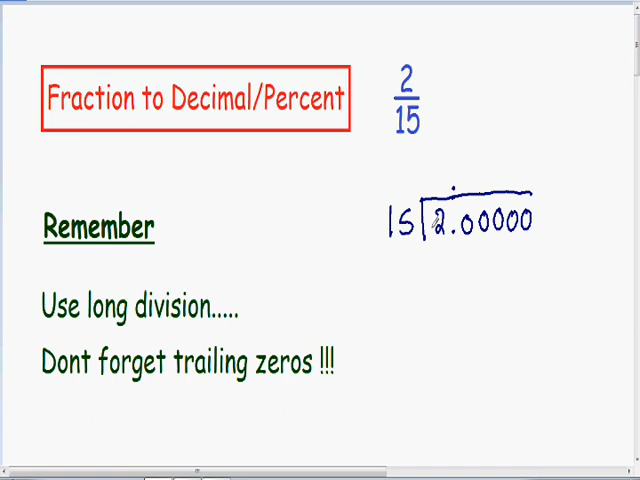 Fraction to Decimal/Percent
2
15
15 2.00000
Remember
Use long division.....
Dont forget trailing zeros !!!